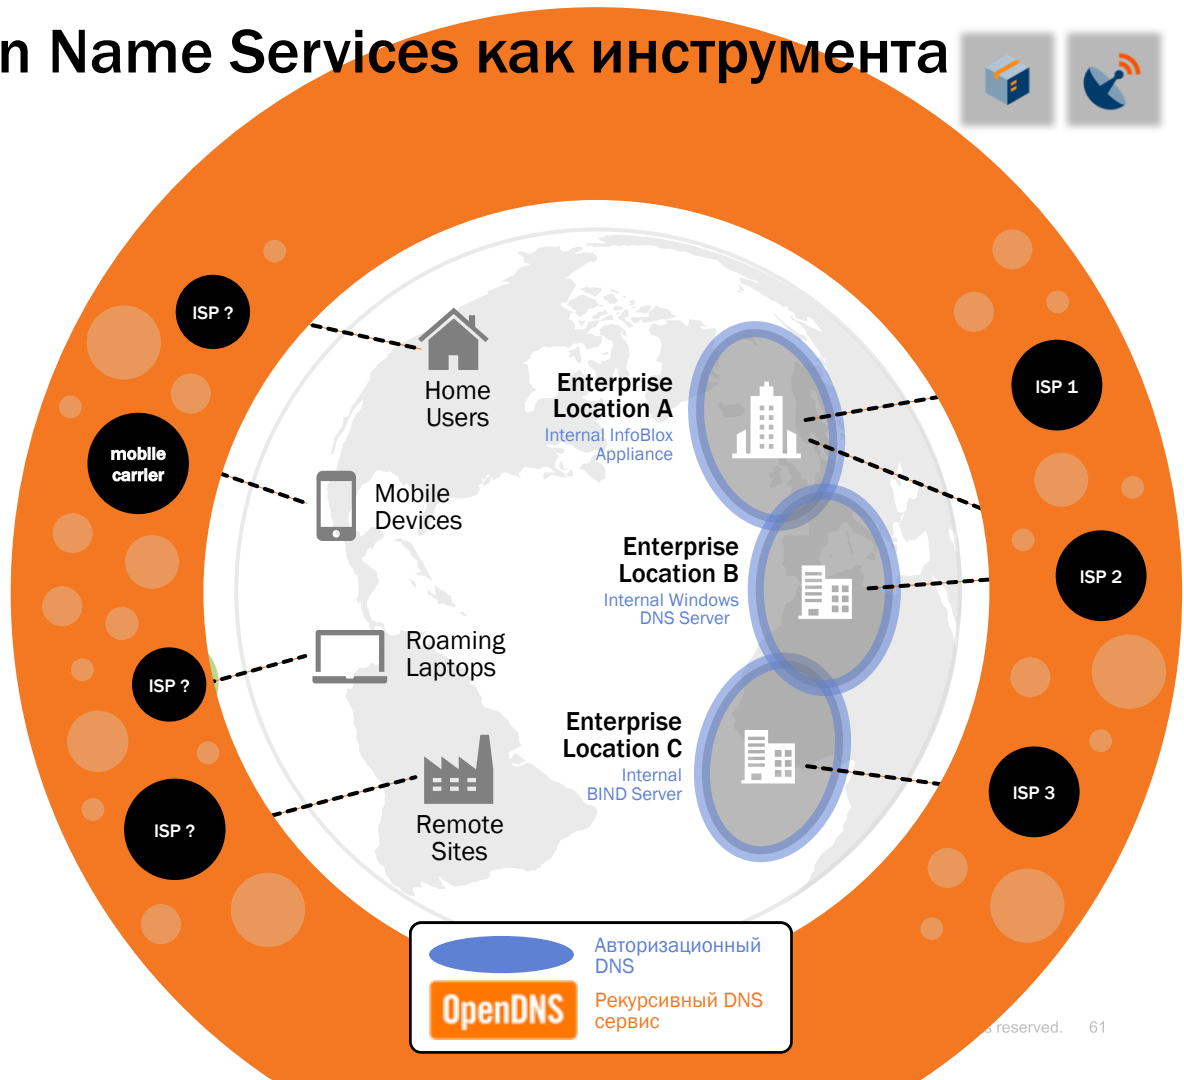 n Name Services как инструмента
ISP ?
mobile
carrier
ISP ?
ISP ?
Home
Users
Mobile
Devices
Roaming
Laptops
Remote
Sites
Enterprise
Location A
Internal InfoBlox
Appliance
Enterprise
Location B
Internal Windows
DNS Server
Enterprise
Location C
Internal
BIND Server
ISP 1
ISP 2
ISP 3
Авторизационный
DNS
OpenDNS
Рекурсивный DNS
сервис
s reserved. 61